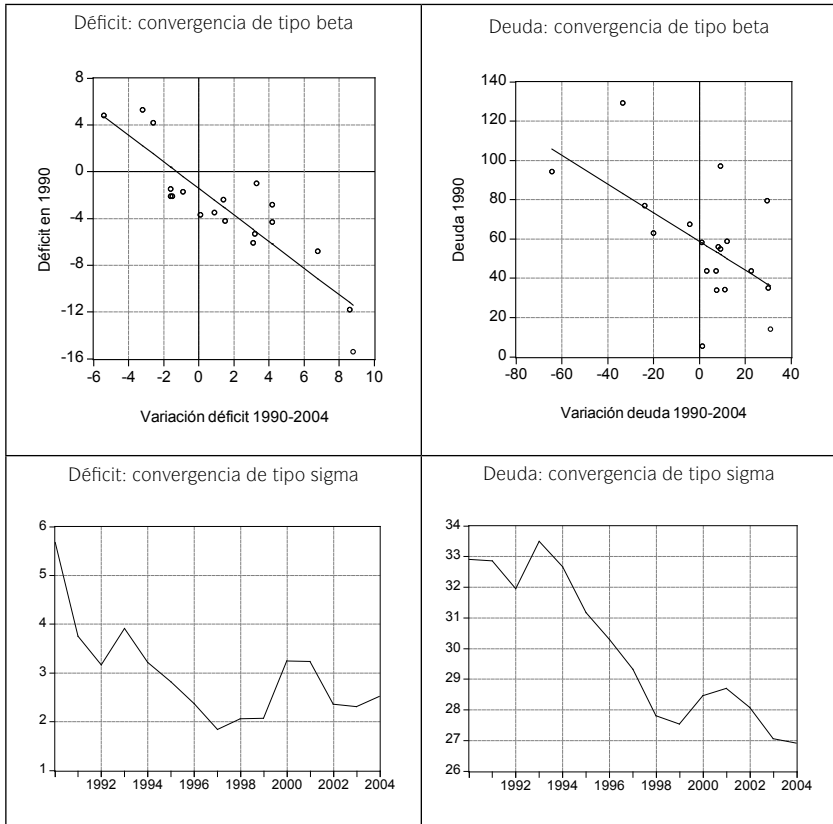 Déficit: convergencia de tipo beta
8
4
0
-4
-8
-12
-16
Déficit en 1990
-6 -4 -2 0 2 4 6 8 10
Variación déficit 1990-2004
Deuda: convergencia de tipo beta
140
120
100
80
60
40
20
0
Deuda 1990
-80 -60 -40 -20 0 20 40
Variación deuda 1990-2004
Déficit: convergencia de tipo sigma
6
5
4
3
2
1
1992 1994 1996 1998 2000 2002 2004
Deuda: convergencia de tipo sigma
34
33
32
31
30
29
28
27
26
1992 1994 1996 1998 2000 2002 2004